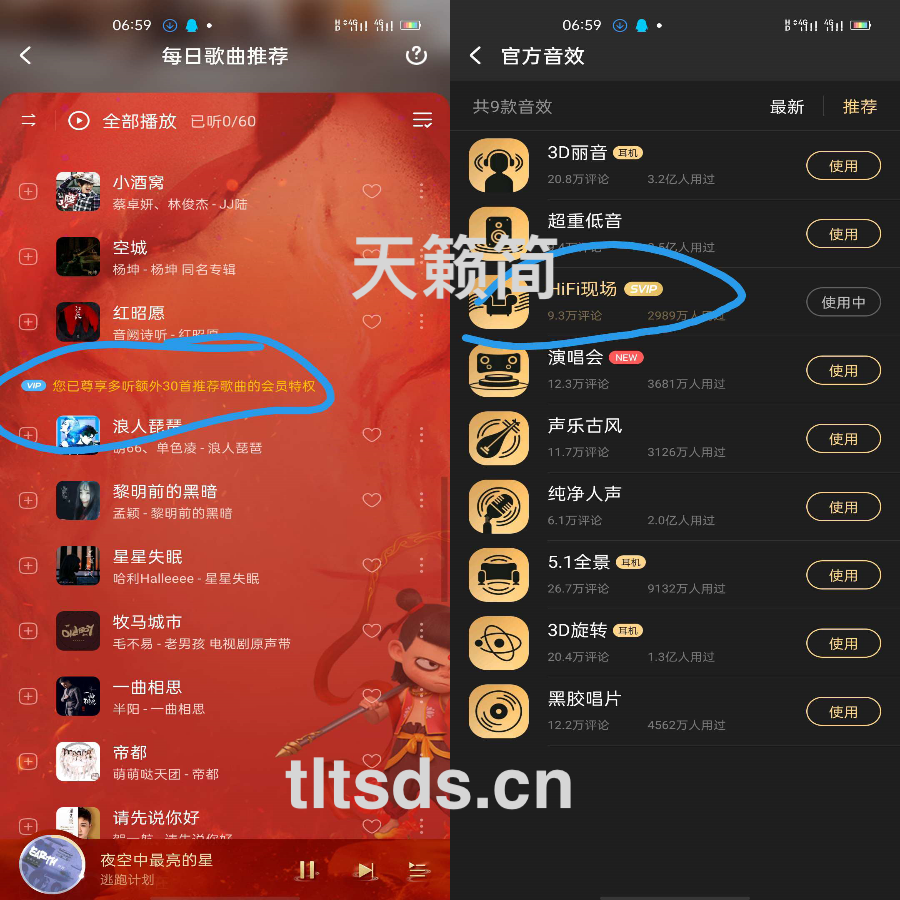 06:59
每日歌曲推荐
全部播放 已听0/60
小酒窝
蔡卓妍、林俊杰 - JJ陆
空城
杨坤 - 杨坤 同名专辑
红昭愿
音阙诗听 - 红昭愿
VIP 您已尊享多听额外30首推荐歌曲的会员特权
浪人琵琶
胡66、单色凌 - 浪人琵琶
黎明前的黑暗
孟颖 - 黎明前的黑暗
星星失眠
哈利Halleeee - 星星失眠
牧马城市
毛不易 - 老男孩 电视剧原声带
一曲相思
半阳 - 一曲相思
帝都
萌萌哒天团 - 帝都
请先说你好
贺一航 - 请先说你好
夜空中最亮的星
逃跑计划
06:59
官方音效
共9款音效 最新 推荐
3D丽音 耳机 使用
20.8万评论 3.2亿人用过
超重低音 使用
HiFi现场 SVIP 使用中
9.3万评论 2989万人用过
演唱会 NEW 使用
12.3万评论 3681万人用过
声乐古风 使用
11.7万评论 3126万人用过
纯净人声 使用
6.1万评论 2.0亿人用过
5.1全景 耳机 使用
26.7万评论 9132万人用过
3D旋转 耳机 使用
20.4万评论 1.3亿人用过
黑胶唱片 使用
12.2万评论 4562万人用过
天籁简
tltsds.cn